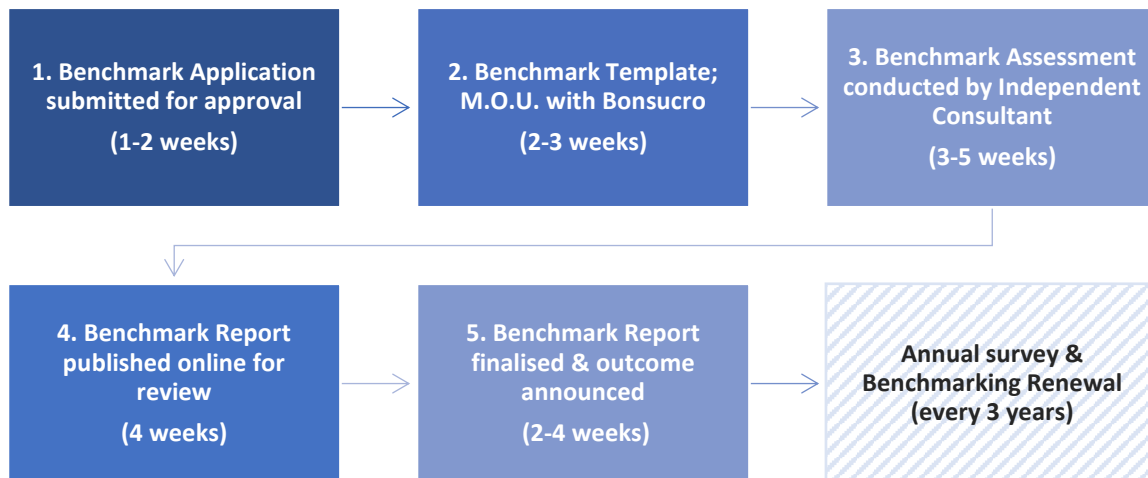 1. Benchmark Application
submitted for approval
(1-2 weeks)
2. Benchmark Template;
M.O.U. with Bonsucro
(2-3 weeks)
3. Benchmark Assessment
conducted by Independent
Consultant
(3-5 weeks)
4. Benchmark Report
published online for
review
(4 weeks)
5. Benchmark Report
finalised & outcome
announced
(2-4 weeks)
Annual survey &
Benchmarking Renewal
(every 3 years)